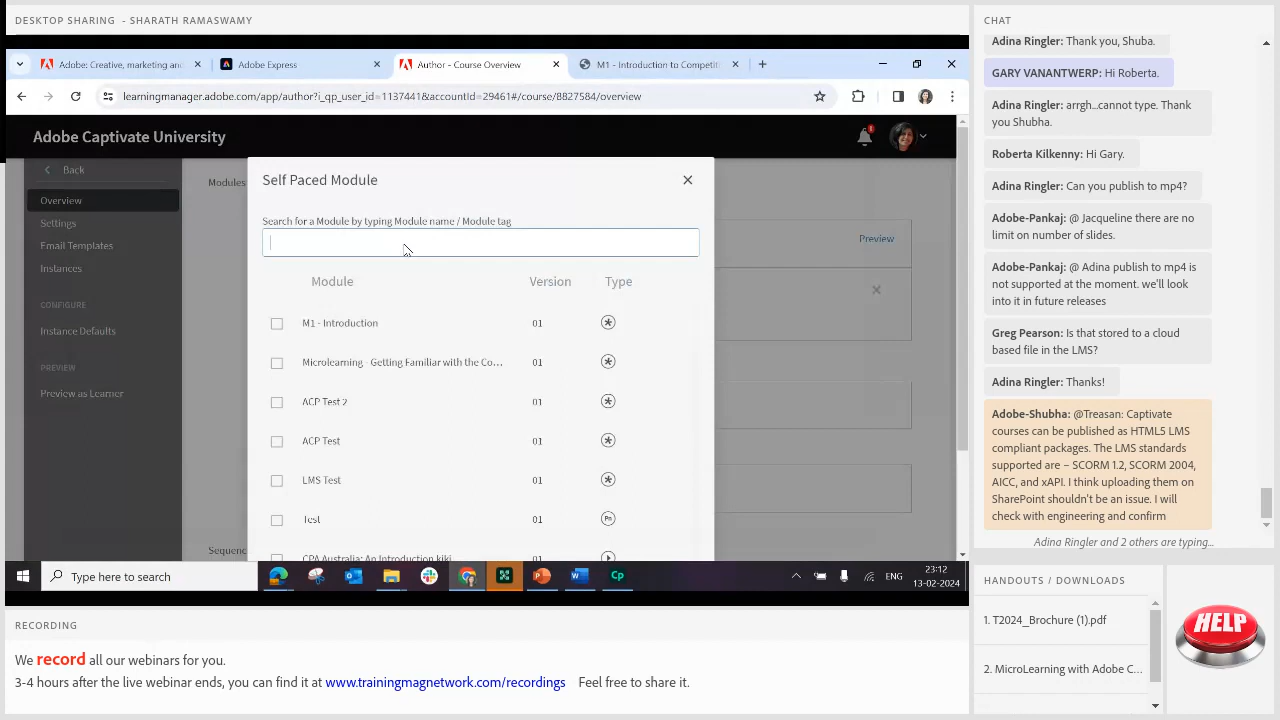 DESKTOP SHARING - SHARATH RAMASWAMY
Adobe: Creative, marketing and
Adobe Express
Author - Course Overview
M1 - Introduction to Competit
learningmanager.adobe.com/app/author?i_qp_user_id=1137441&accountId=29461#/course/8827584/overview
Adobe Captivate University
Back
Overview
Settings
Email Templates
Instances
CONFIGURE
Instance Defaults
PREVIEW
Preview as Learner
Modules
Preview
Sequenc
Self Paced Module
Search for a Module by typing Module name / Module tag
Module Version Type
M1 - Introduction 01
Microlearning - Getting Familiar with the Co... 01
ACP Test 2 01
ACP Test 01
LMS Test 01
Test 01 Pn
CPA Australia: An Introduction kiki 01
Type here to search
Cp
ENG
23:12
13-02-2024
RECORDING
We record all our webinars for you.
3-4 hours after the live webinar ends, you can find it at www.trainingmagnetwork.com/recordings Feel free to share it.
CHAT
Adina Ringler: Thank you, Shuba.
GARY VANANTWERP: Hi Roberta.
Adina Ringler: arrgh...cannot type. Thank
you Shubha.
Roberta Kilkenny: Hi Gary.
Adina Ringler: Can you publish to mp4?
Adobe-Pankaj: @ Jacqueline there are no
limit on number of slides.
Adobe-Pankaj: @ Adina publish to mp4 is
not supported at the moment. we'll look
into it in future releases
Greg Pearson: Is that stored to a cloud
based file in the LMS?
Adina Ringler: Thanks!
Adobe-Shubha: @Treasan: Captivate
courses can be published as HTML5 LMS
compliant packages. The LMS standards
supported are – SCORM 1.2, SCORM 2004,
AICC, and xAPI. I think uploading them on
SharePoint shouldn't be an issue. I will
check with engineering and confirm
Adina Ringler and 2 others are typing...
HANDOUTS / DOWNLOADS
1. T2024_Brochure (1).pdf
2. MicroLearning with Adobe C...
HELP